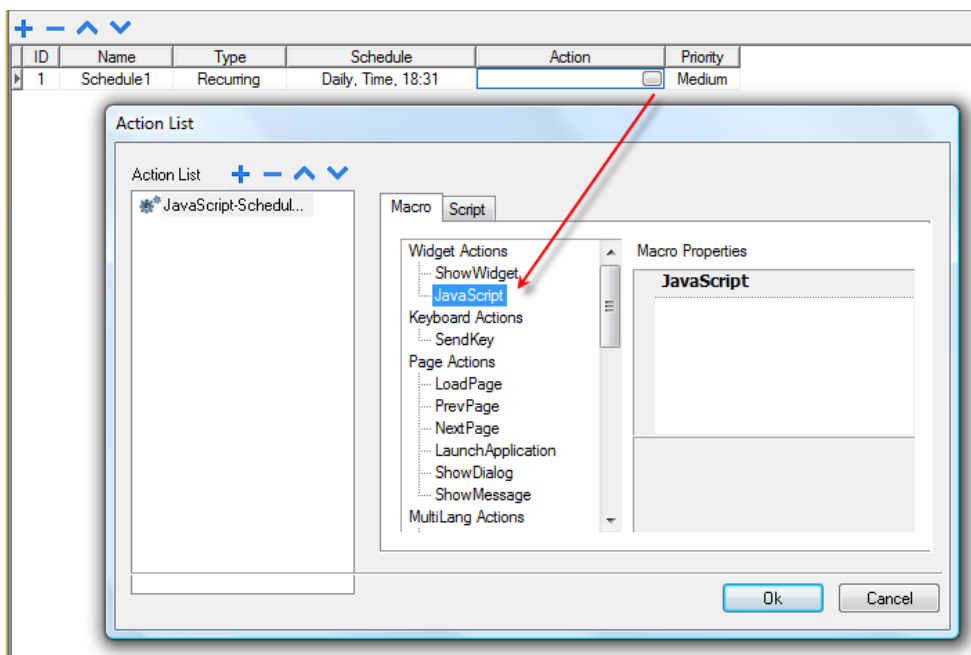 ID Name Type Schedule Action Priority
1 Schedule1 Recurring Daily, Time, 18:31 Medium
Action List
Action List
JavaScript-Schedul...
Macro Script
Widget Actions
ShowWidget
JavaScript
Keyboard Actions
SendKey
Page Actions
LoadPage
PrevPage
NextPage
LaunchApplication
ShowDialog
ShowMessage
MultiLang Actions
Macro Properties
JavaScript
Ok Cancel